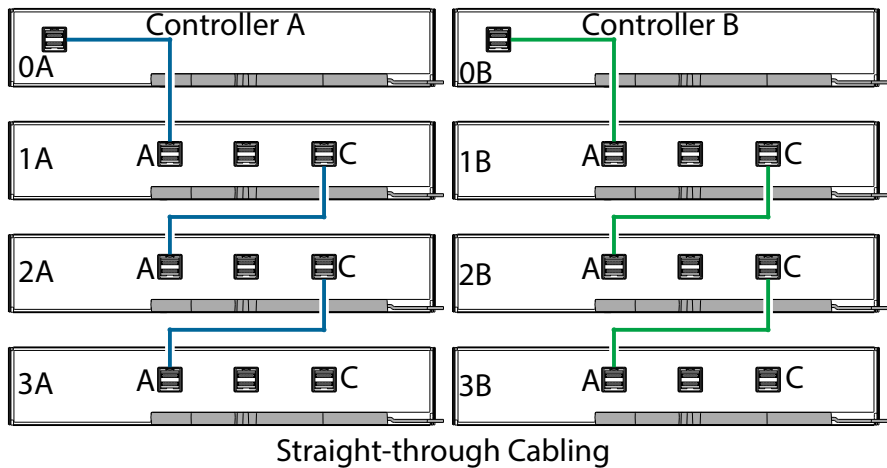 Controller A
Controller B
0A
0B
1A
A
C
1B
A
C
2A
A
C
2B
A
C
3A
A
C
3B
A
C
Straight-through Cabling